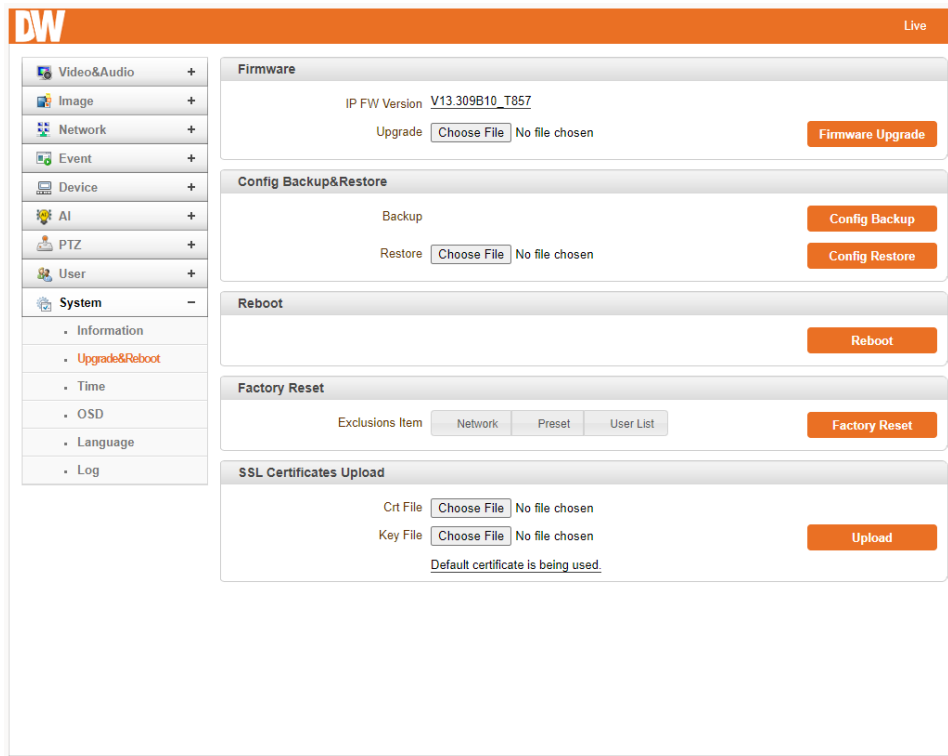 DW
Live
Video&Audio +
Image +
Network +
Event +
Device +
AI +
PTZ +
User +
System −
Information
Upgrade&Reboot
Time
OSD
Language
Log
Firmware
IP FW Version V13.309B10_T857
Upgrade Choose File No file chosen Firmware Upgrade
Config Backup&Restore
Backup Config Backup
Restore Choose File No file chosen Config Restore
Reboot
Reboot
Factory Reset
Exclusions Item Network Preset User List Factory Reset
SSL Certificates Upload
Crt File Choose File No file chosen
Key File Choose File No file chosen Upload
Default certificate is being used.